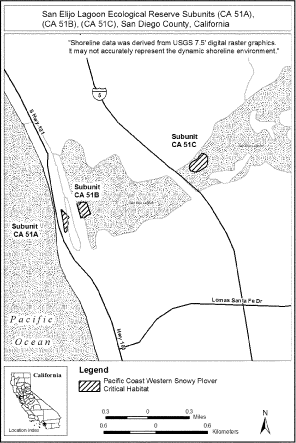 San Elijo Lagoon Ecological Reserve Subunits (CA 51A),
(CA 51B), (CA 51C), San Diego County, California
"Shoreline data was derived from USGS 7.5' digital raster graphics.
It may not accurately represent the dynamic shoreline environment."
5
S Hwy 101
Subunit
CA 51C
Subunit
CA 51B
Subunit
CA 51A
Lomas Santa Fe Dr
Hwy 101
Pacific
Ocean
California
Location Index
Legend
Pacific Coast Western Snowy Plover
Critical Habitat
0.3 0 0.3 Miles
0.6 0 0.6 Kilometers
N